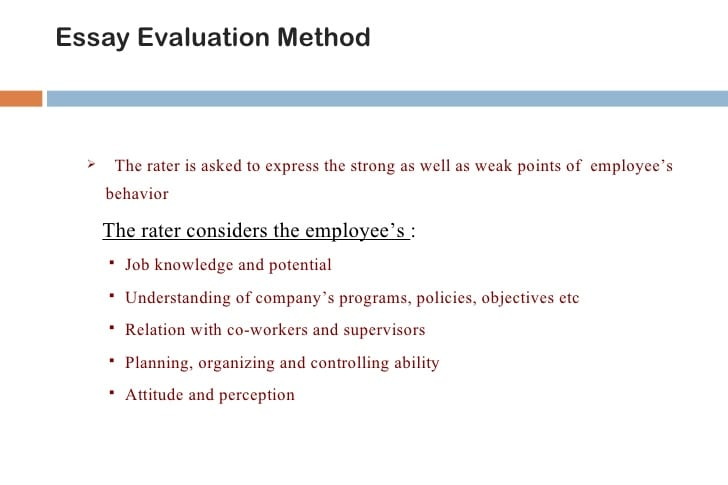 Essay Evaluation Method
➢ The rater is asked to express the strong as well as weak points of employee’s
behavior
The rater considers the employee’s :
▪ Job knowledge and potential
▪ Understanding of company’s programs, policies, objectives etc
▪ Relation with co-workers and supervisors
▪ Planning, organizing and controlling ability
▪ Attitude and perception